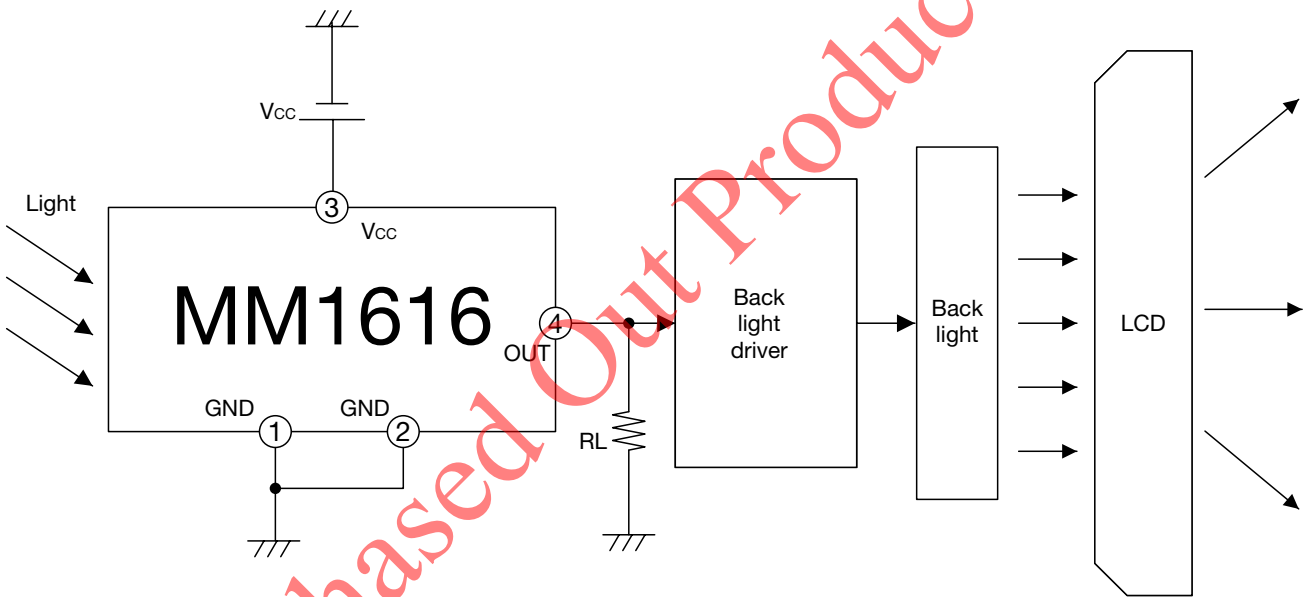 VCC
Light
3
VCC
MM1616
4
OUT
GND
GND
1
2
RL
Back
light
driver
Back
light
LCD
hased Out Produc